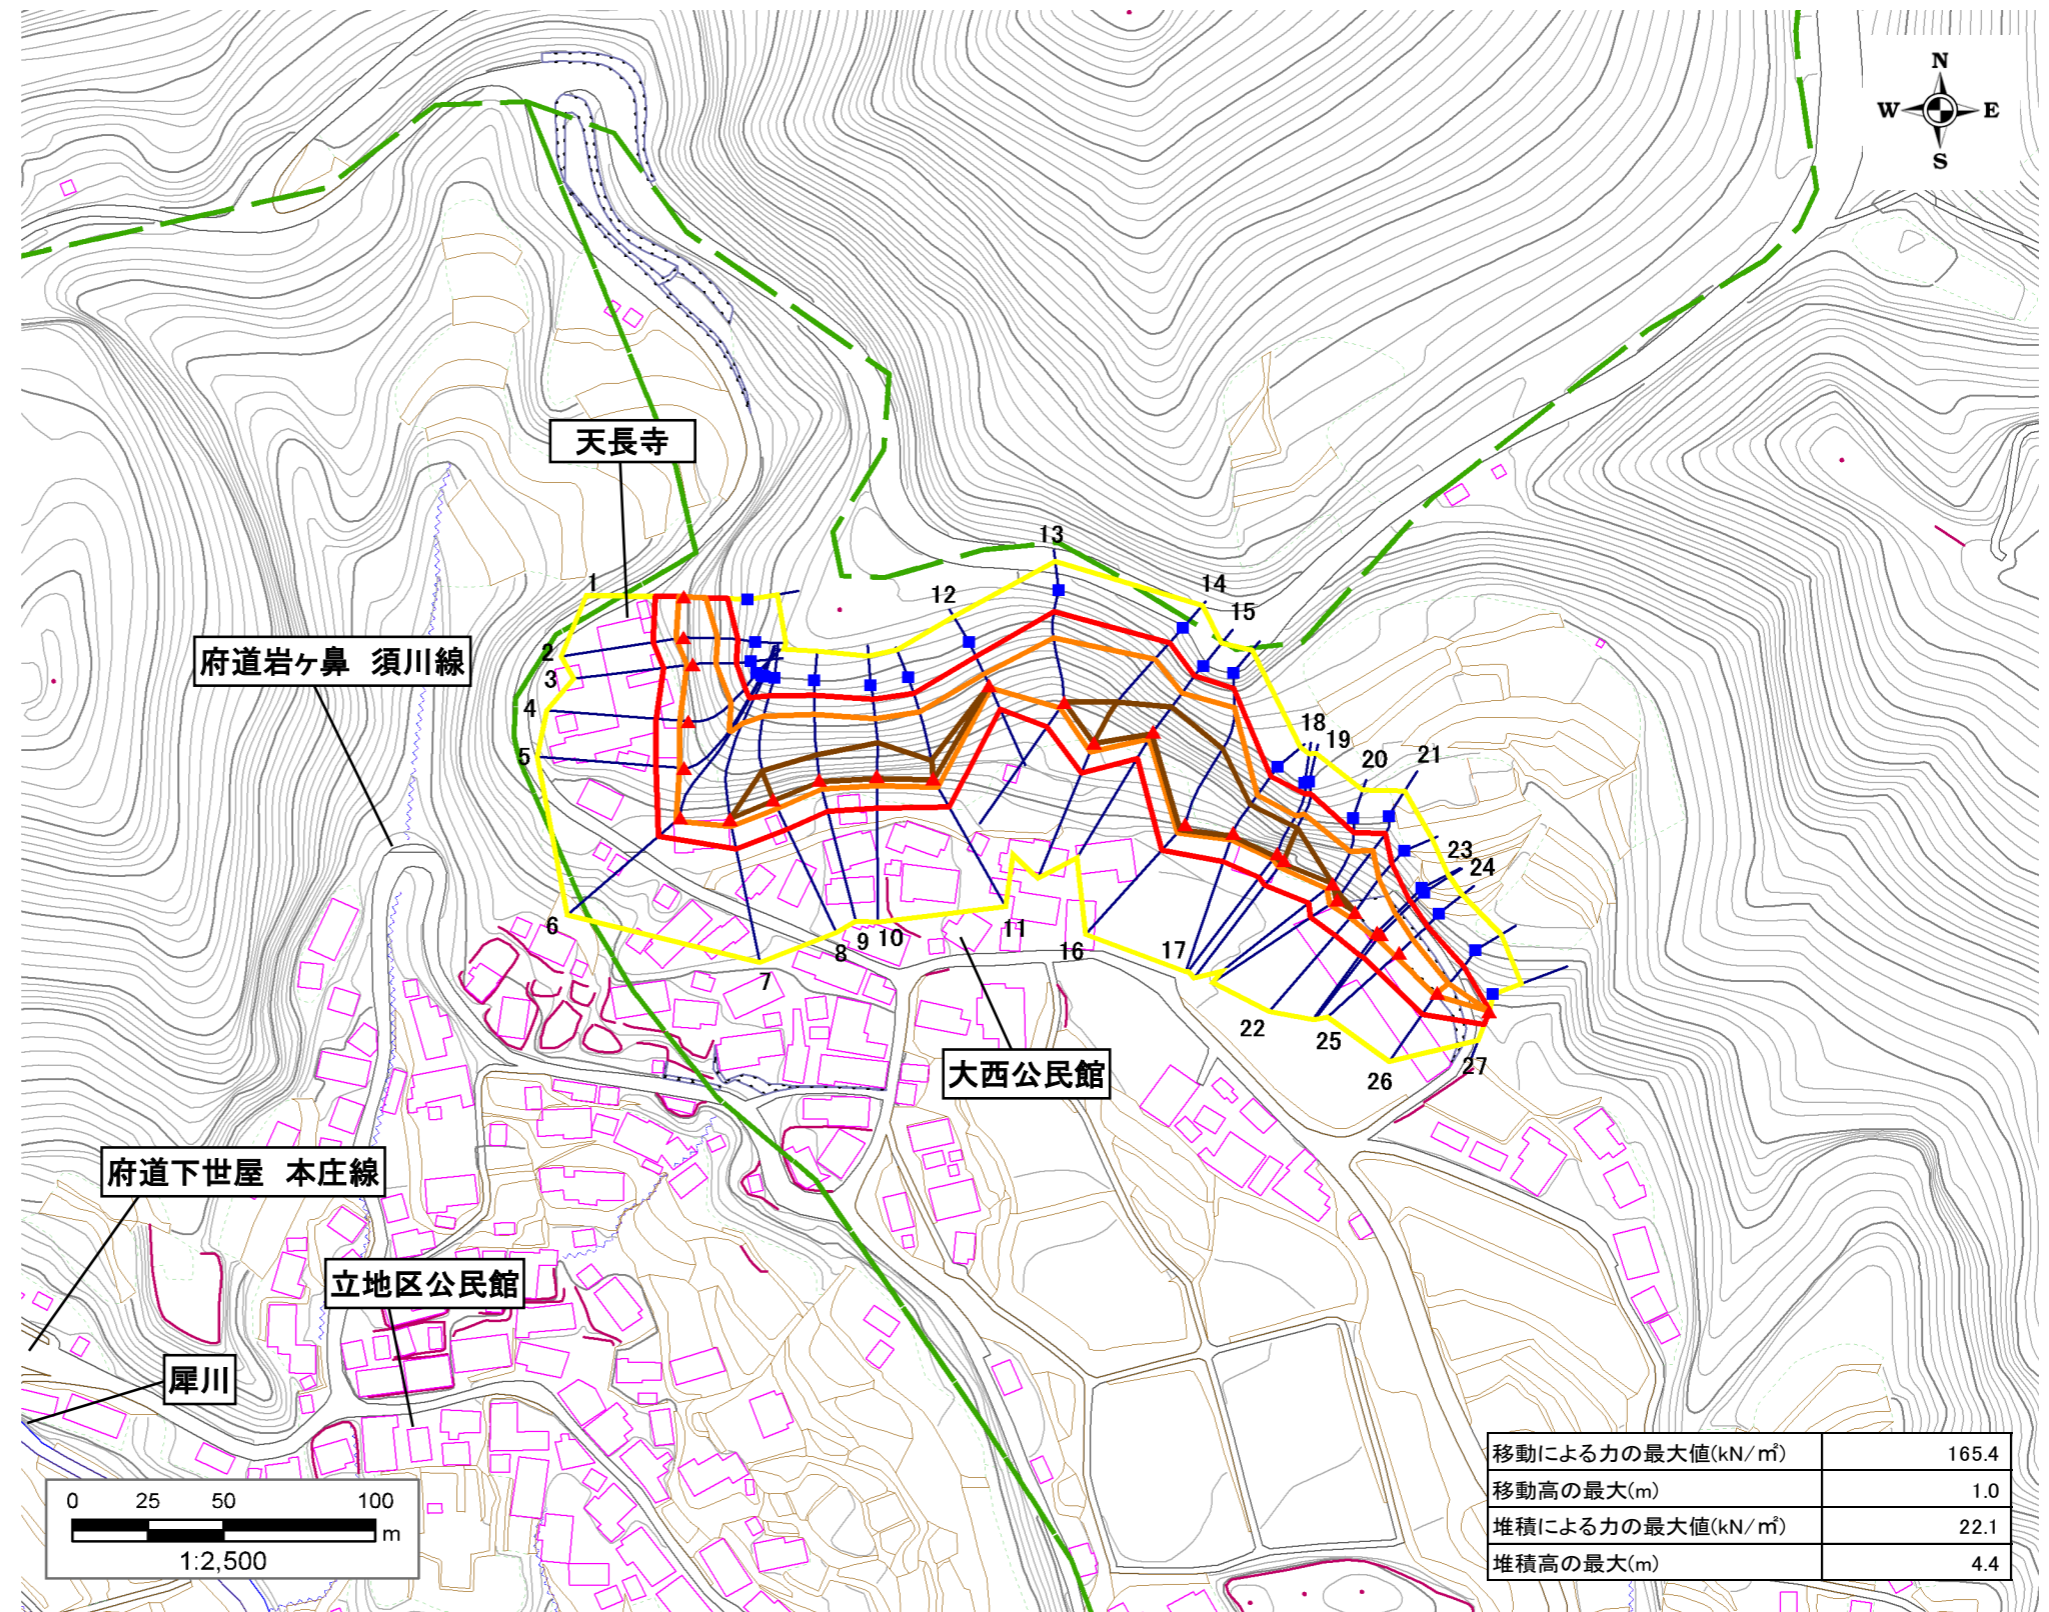 N
W E
S
天長寺
13
1
14
12
15
2
府道岩ヶ鼻 須川線
3
4
18
19
5
20
21
23
24
6
11
9
10
8
16
17
7
22
25
27
大西公民館
26
府道下世屋 本庄線
立地区公民館
犀川
移動による力の最大値(kN/㎡) 165.4
移動高の最大(m) 1.0
堆積による力の最大値(kN/㎡) 22.1
堆積高の最大(m) 4.4
0 25 50 100
m
1:2,500